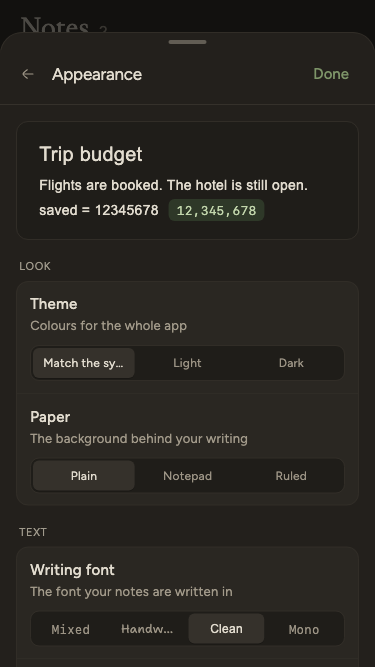 Notes 2
← Appearance Done
Trip budget
Flights are booked. The hotel is still open.
saved = 12345678 12,345,678
LOOK
Theme
Colours for the whole app
Match the sy... Light Dark
Paper
The background behind your writing
Plain Notepad Ruled
TEXT
Writing font
The font your notes are written in
Mixed Handw... Clean Mono